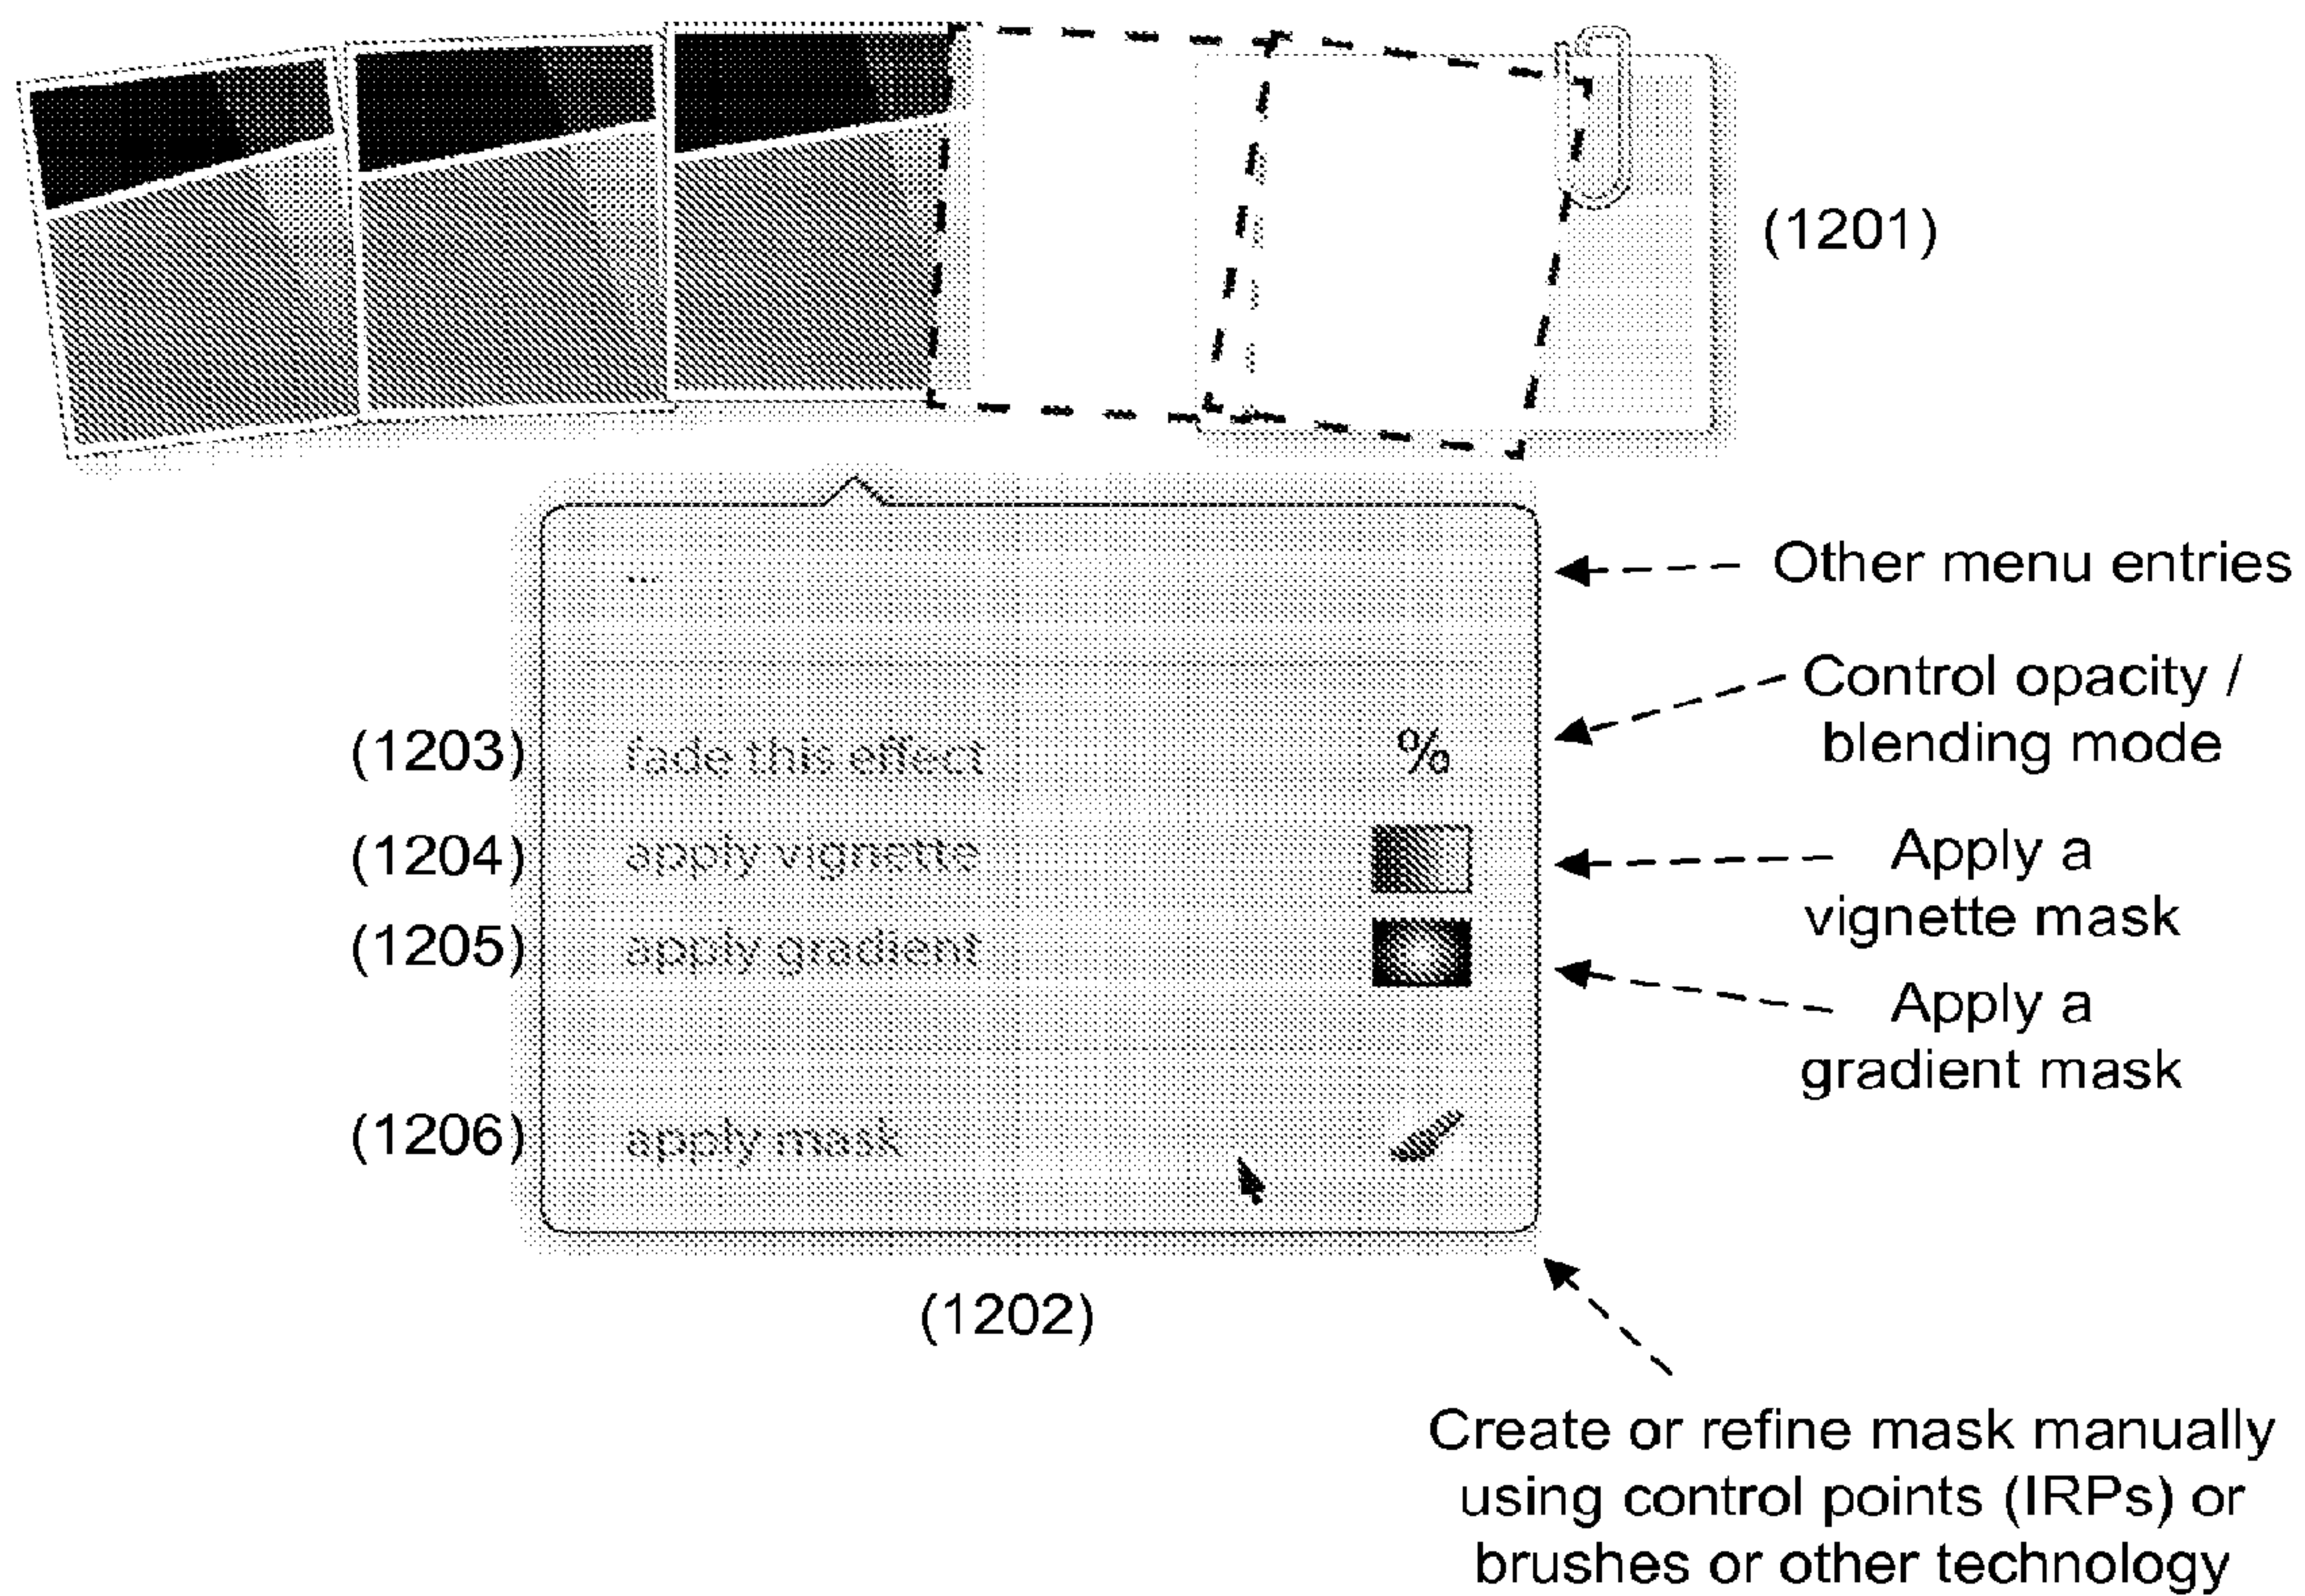 (1201)
...
Other menu entries
Control opacity /
blending mode
(1203) fade this effect %
(1204) apply vignette
Apply a
vignette mask
(1205) apply gradient
Apply a
gradient mask
(1206) apply mask
(1202)
Create or refine mask manually
using control points (IRPs) or
brushes or other technology